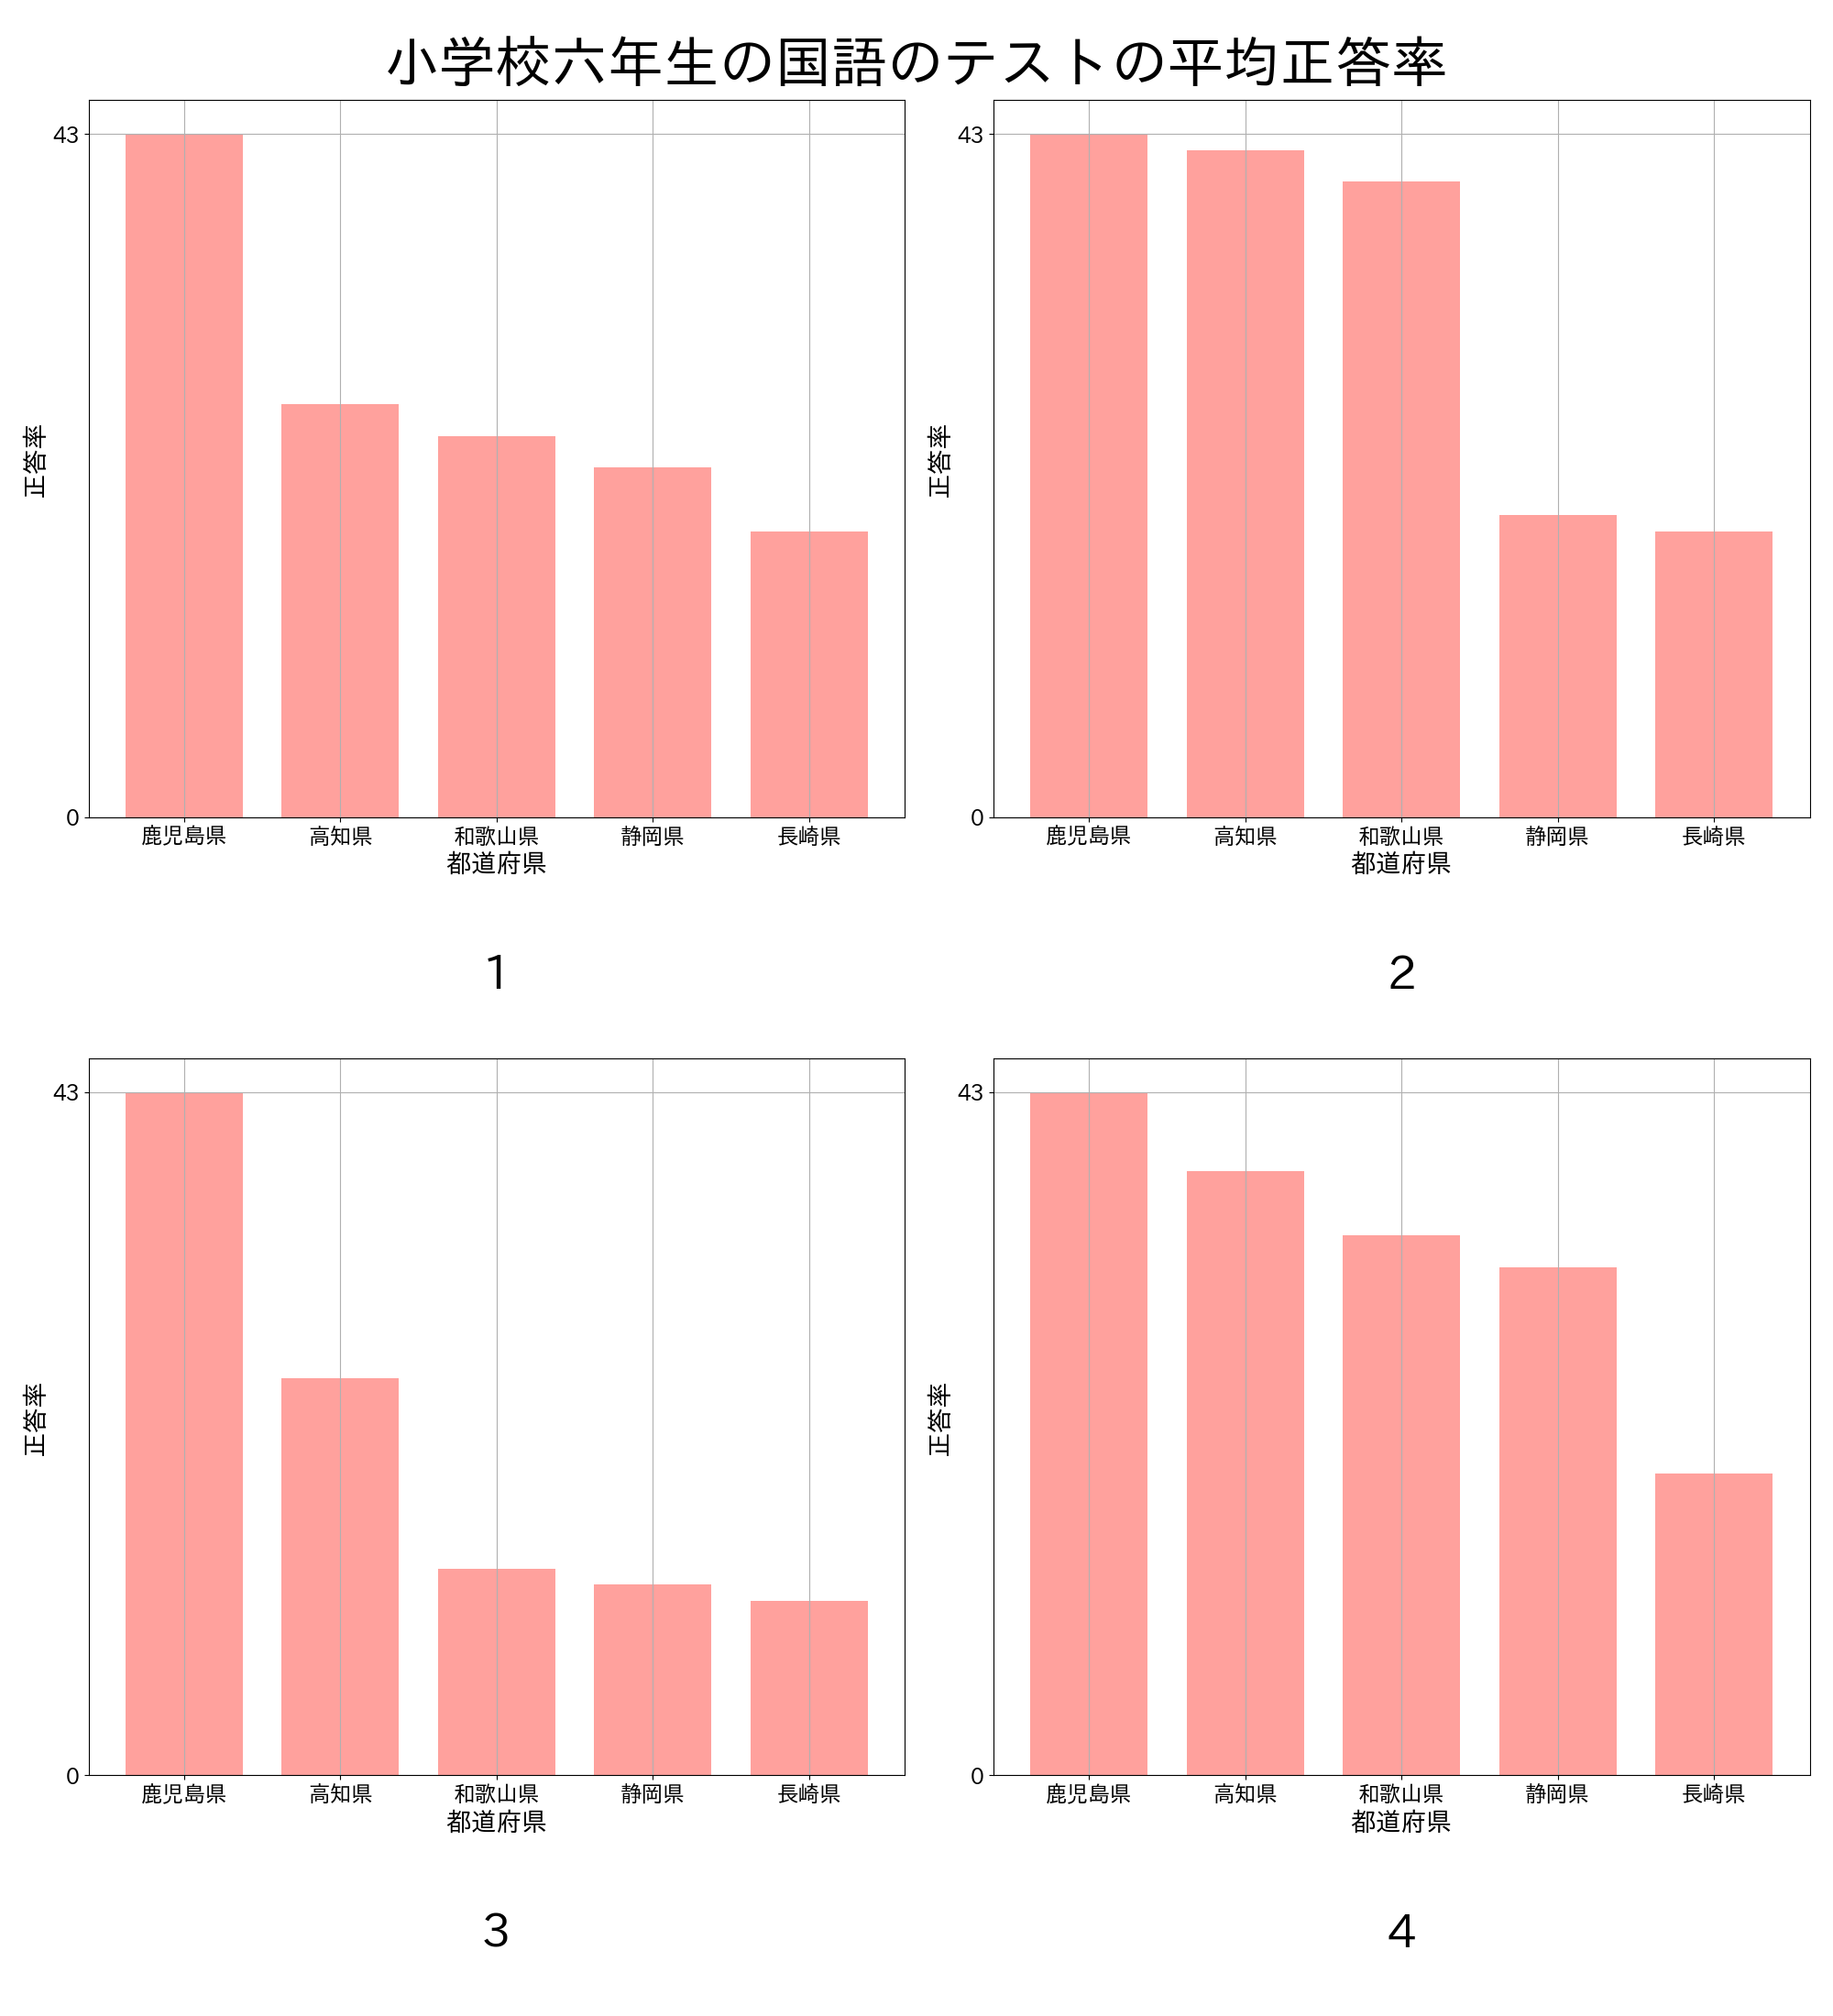 小学校六年生の国語のテストの平均正答率
43
0
正答率
鹿児島県 高知県 和歌山県 静岡県 長崎県
都道府県
1
43
0
正答率
鹿児島県 高知県 和歌山県 静岡県 長崎県
都道府県
2
43
0
正答率
鹿児島県 高知県 和歌山県 静岡県 長崎県
都道府県
3
43
0
正答率
鹿児島県 高知県 和歌山県 静岡県 長崎県
都道府県
4